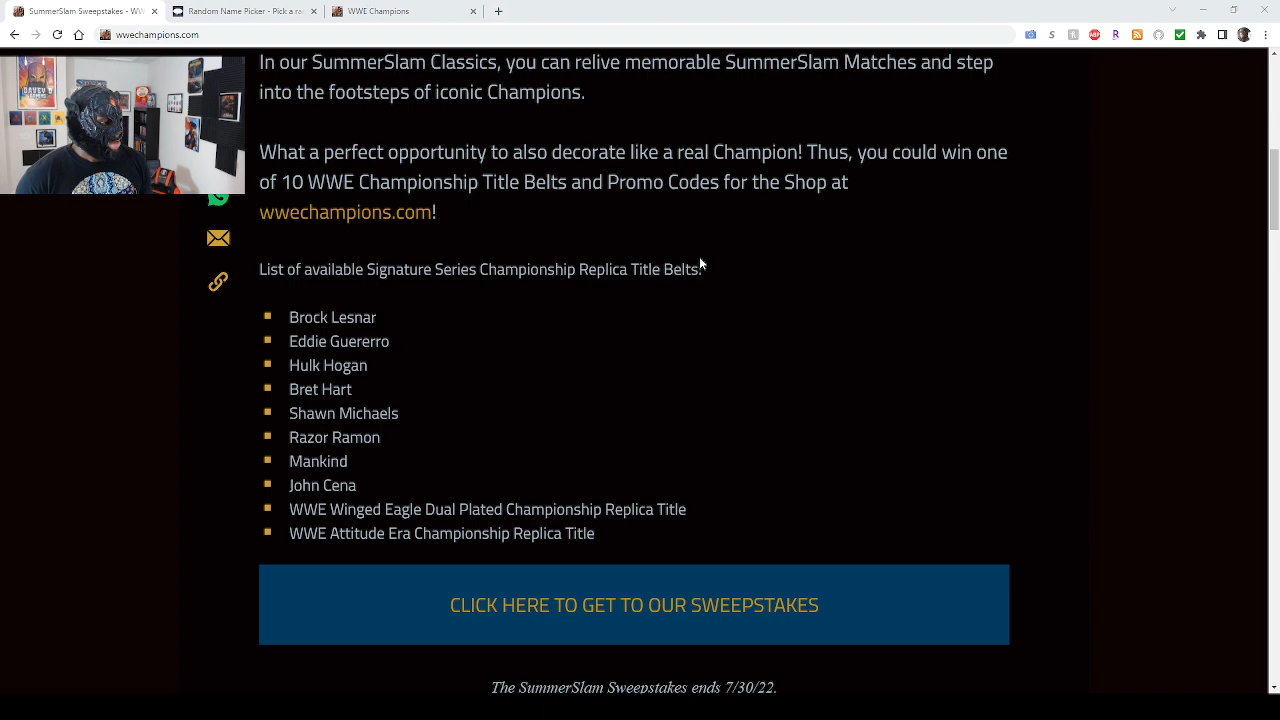 SummerSlam Sweepstakes - WW
Random Name Picker - Pick a ra
WWE Champions
wwechampions.com
In our SummerSlam Classics, you can relive memorable SummerSlam Matches and step
into the footsteps of iconic Champions.
What a perfect opportunity to also decorate like a real Champion! Thus, you could win one
of 10 WWE Championship Title Belts and Promo Codes for the Shop at
wwechampions.com!
List of available Signature Series Championship Replica Title Belts:
Brock Lesnar
Eddie Guererro
Hulk Hogan
Bret Hart
Shawn Michaels
Razor Ramon
Mankind
John Cena
WWE Winged Eagle Dual Plated Championship Replica Title
WWE Attitude Era Championship Replica Title
CLICK HERE TO GET TO OUR SWEEPSTAKES
The SummerSlam Sweepstakes ends 7/30/22.